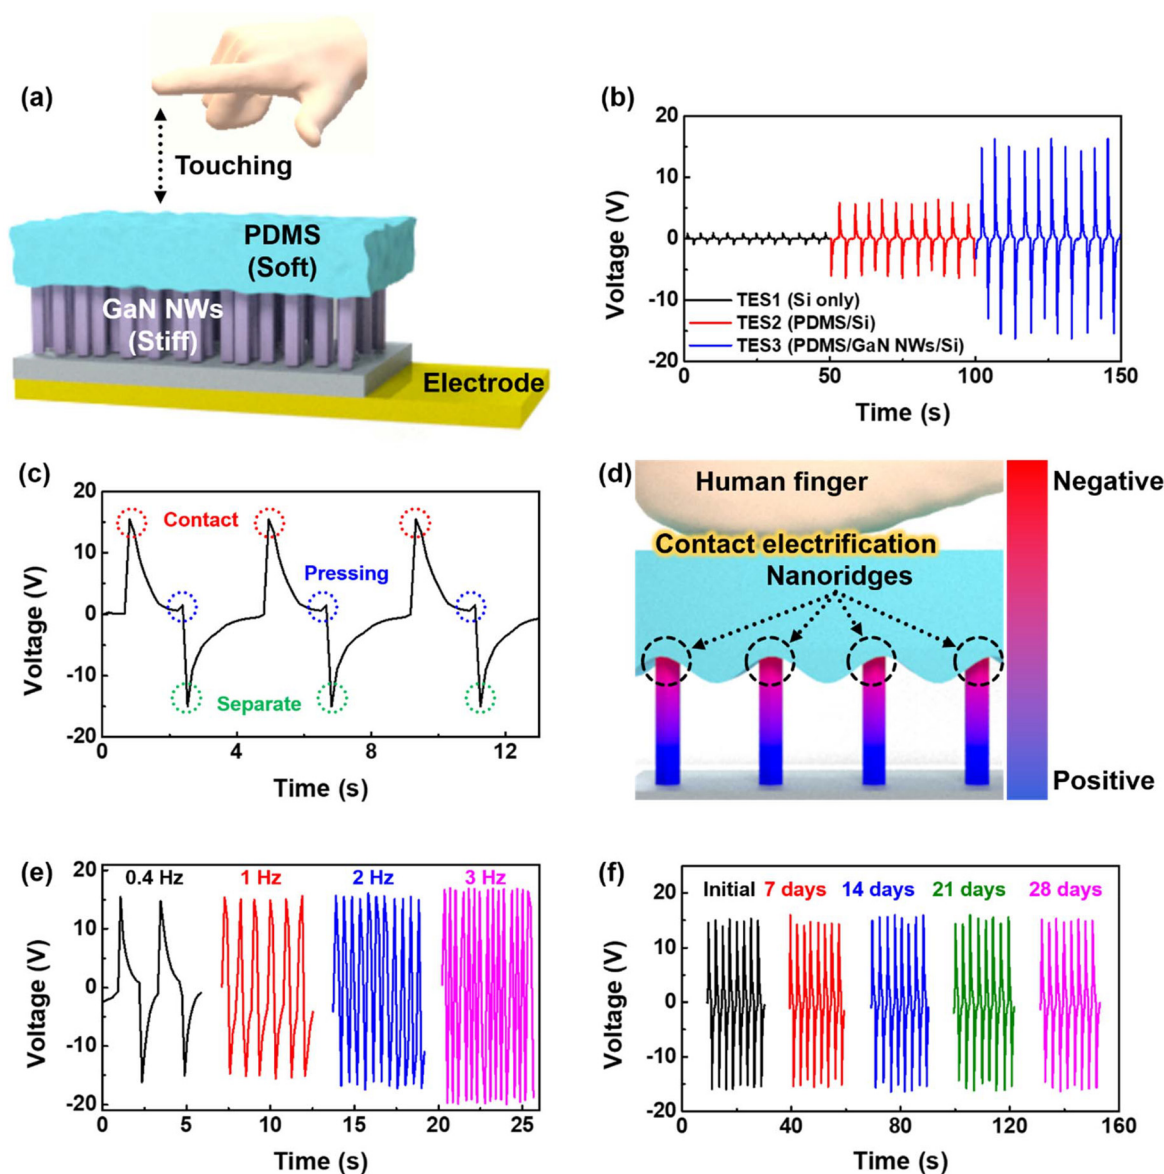 (a)
Touching
PDMS
(Soft)
GaN NWs
(Stiff)
Electrode
(b)
20
10
0
-10
-20
Voltage (V)
TES1 (Si only)
TES2 (PDMS/Si)
TES3 (PDMS/GaN NWs/Si)
0
50
100
150
Time (s)
(c)
20
10
0
-10
-20
Voltage (V)
Contact
Pressing
Separate
0
4
8
12
Time (s)
(d)
Human finger
Contact electrification
Nanoridges
Negative
Positive
(e)
20
10
0
-10
-20
Voltage (V)
0.4 Hz
1 Hz
2 Hz
3 Hz
0
5
10
15
20
25
Time (s)
(f)
20
10
0
-10
-20
Voltage (V)
Initial
7 days
14 days
21 days
28 days
0
40
80
120
160
Time (s)